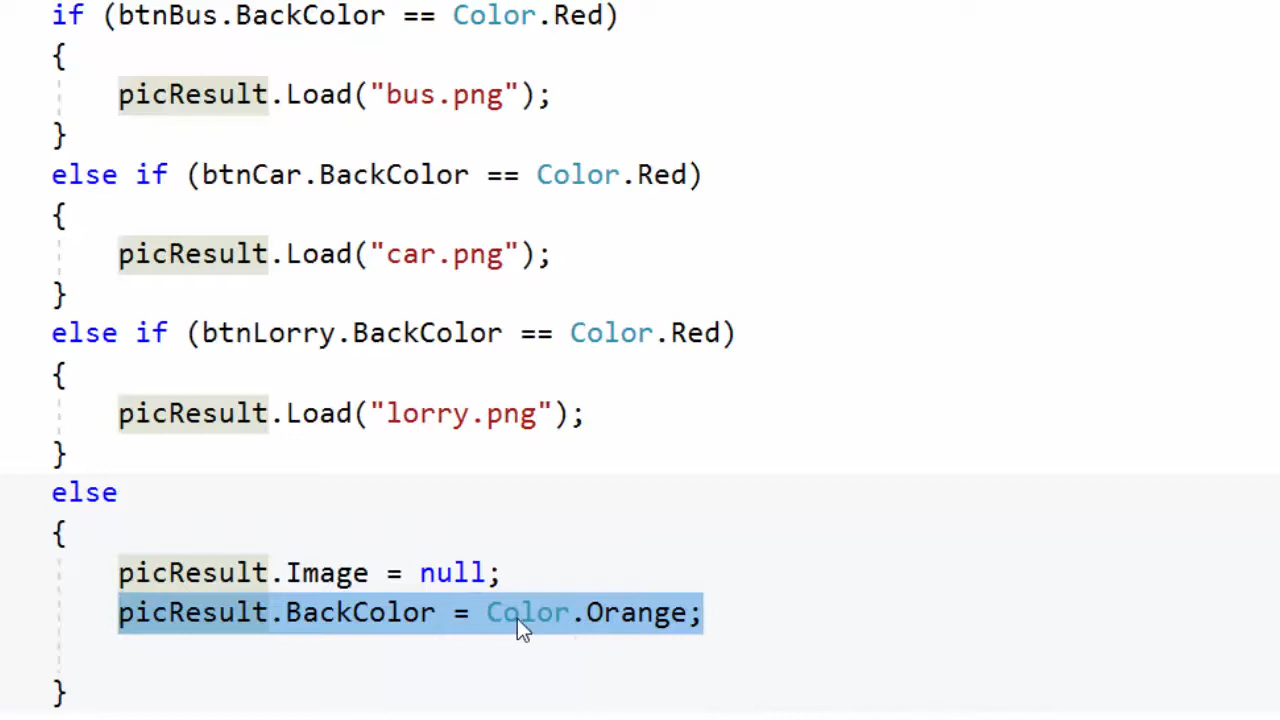 if (btnBus.BackColor == Color.Red)
{
picResult.Load("bus.png");
}
else if (btnCar.BackColor == Color.Red)
{
picResult.Load("car.png");
}
else if (btnLorry.BackColor == Color.Red)
{
picResult.Load("lorry.png");
}
else
{
picResult.Image = null;
picResult.BackColor = Color.Orange;
}